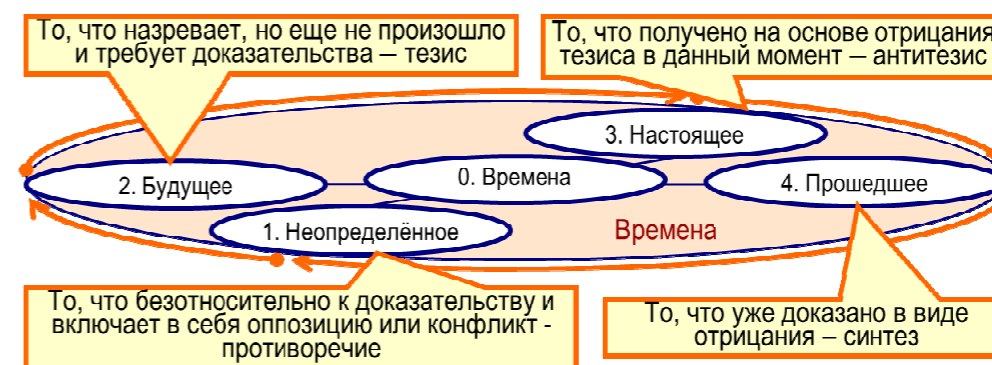 То, что назревает, но еще не произошло
и требует доказательства – тезис
То, что получено на основе отрицания
тезиса в данный момент – антитезис
3. Настоящее
2. Будущее
0. Времена
4. Прошедшее
1. Неопределённое
Времена
То, что безотносительно к доказательству и
включает в себя оппозицию или конфликт -
противоречие
То, что уже доказано в виде
отрицания – синтез